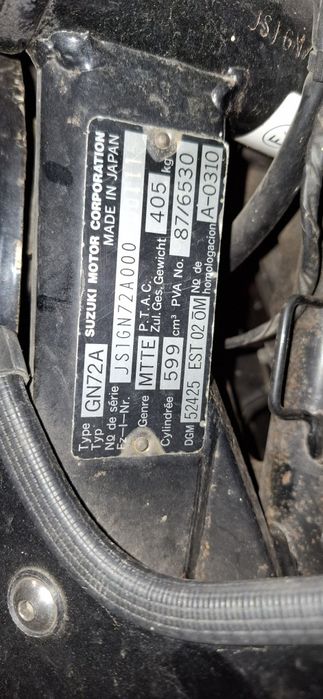 SUZUKI MOTOR CORPORATION
MADE IN JAPAN
Type
Typ GN72A
No de série
Fz-I-Nr. JS1GN72A000
Genre MTTE P.T.A.C.
Zul. Ges. Gewicht 405 kg
Cylindrée 599 cm³ PVA No. 87/6530
DGM 52425 EST 02 OM No de
homologacion A-0310